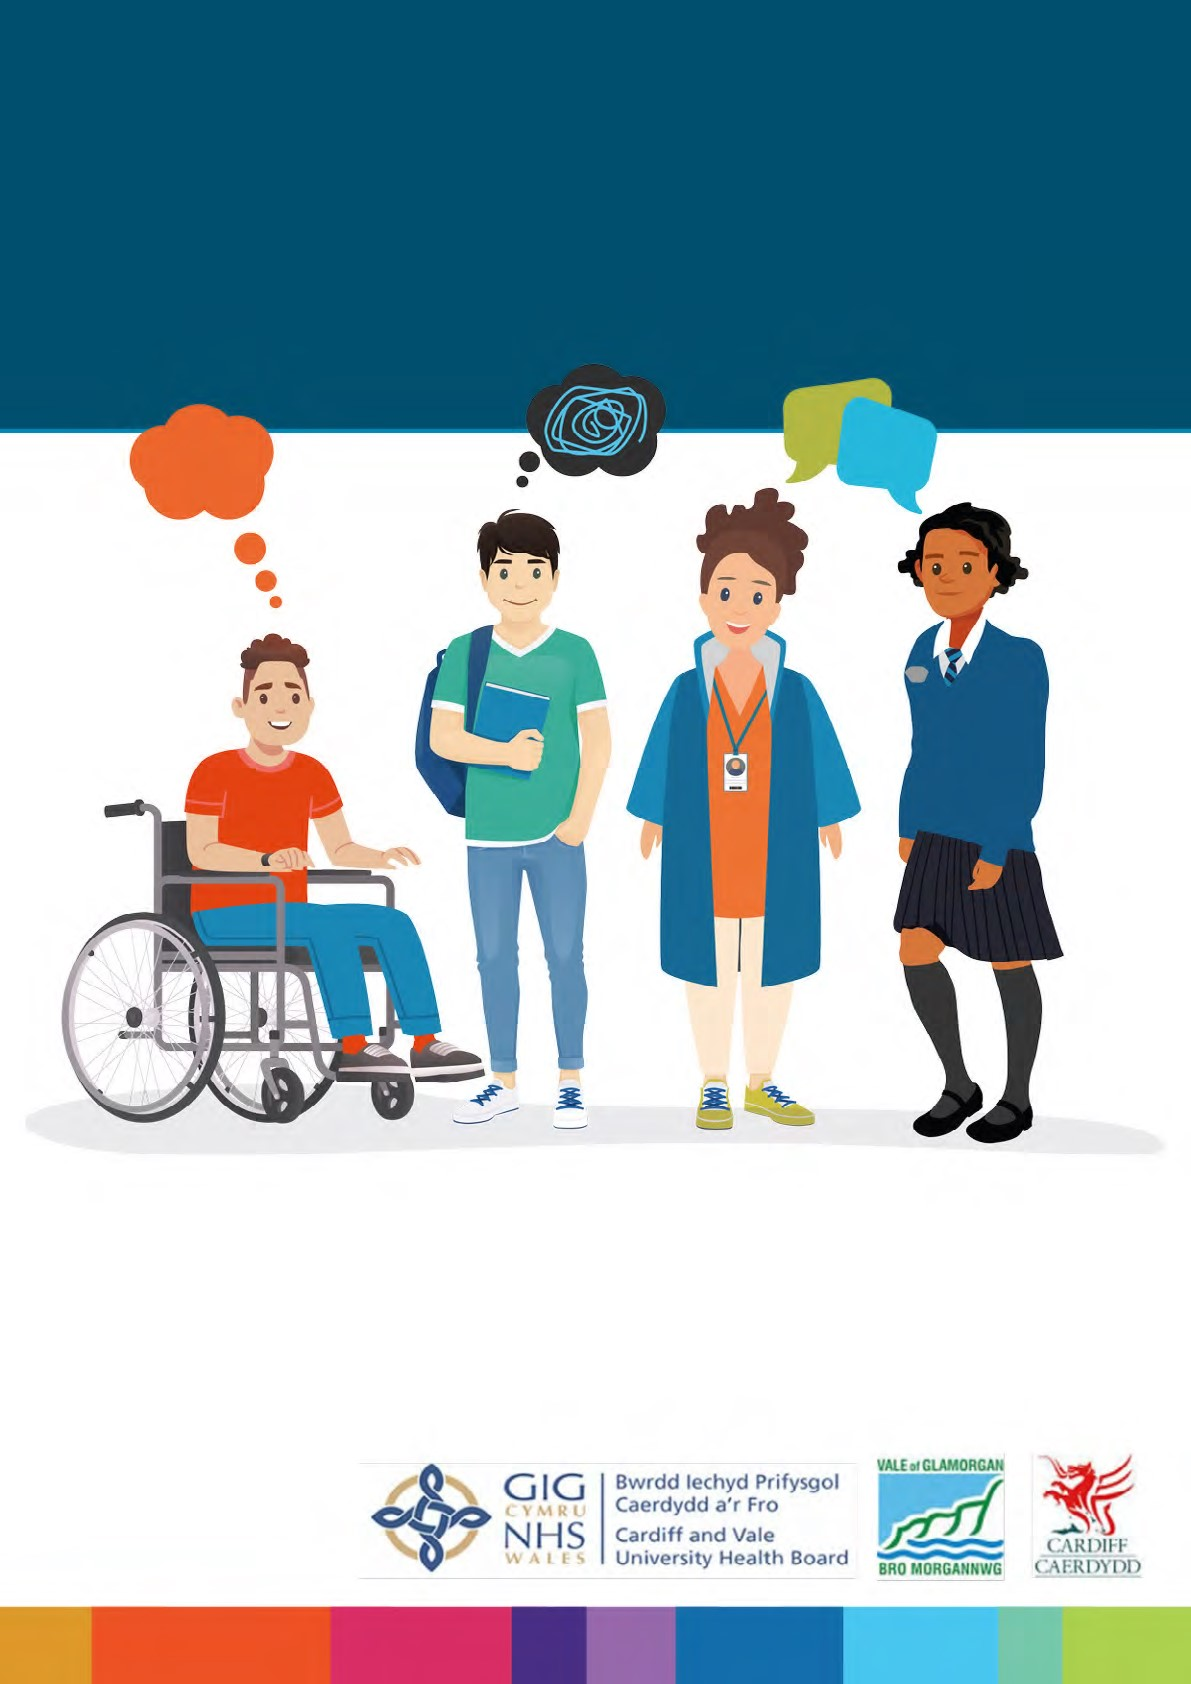 GIG
CYMRU
NHS
WALES
Bwrdd Iechyd Prifysgol
Caerdydd a'r Fro
Cardiff and Vale
University Health Board
VALE of GLAMORGAN
BRO MORGANNWG
CARDIFF
CAERDYDD